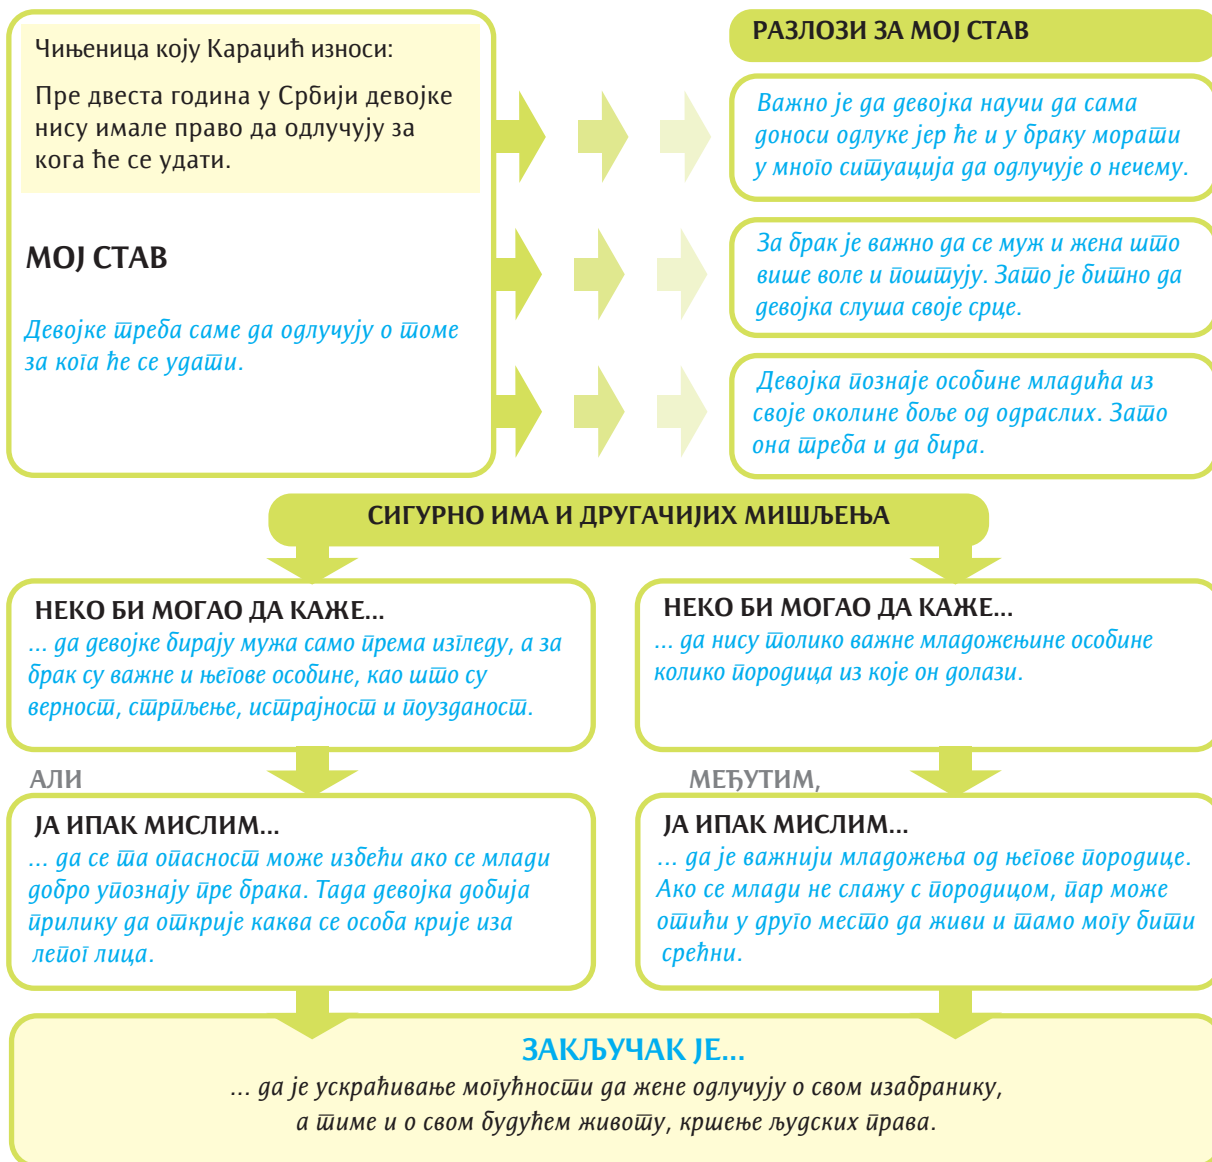 Чињеница коју Караџић износи:
Пре двеста година у Србији девојке
нису имале право да одлучују за
кога ће се удати.
МОЈ СТАВ
Девојке треба саме да одлучују о томе
за кога ће се удати.
РАЗЛОЗИ ЗА МОЈ СТАВ
Важно је да девојка научи да сама
доноси одлуке јер ће и у браку морати
у много ситуација да одлучује о нечему.
За брак је важно да се муж и жена што
више воле и поштују. Зато је битно да
девојка слуша своје срце.
Девојка познаје особине младића из
своје околине боље од одраслих. Зато
она треба и да бира.
СИГУРНО ИМА И ДРУГАЧИЈИХ МИШЉЕЊА
НЕКО БИ МОГАО ДА КАЖЕ...
... да девојке бирају мужа само према изгледу, а за
брак су важне и његове особине, као што су
верност, стрпљење, истрајност и поузданост.
АЛИ
ЈА ИПАК МИСЛИМ...
... да се та опасност може избећи ако се млади
добро упознају пре брака. Тада девојка добија
прилику да открије каква се особа крије иза
лепог лица.
НЕКО БИ МОГАО ДА КАЖЕ...
... да нису толико важне младожењине особине
колико породица из које он долази.
МЕЂУТИМ,
ЈА ИПАК МИСЛИМ...
... да је важнији младожења од његове породице.
Ако се млади не слажу с породицом, пар може
отићи у друго место да живи и тамо могу бити
срећни.
ЗАКЉУЧАК ЈЕ...
... да је ускраћивање могућности да жене одлучују о свом изабранику,
а тиме и о свом будућем животу, кршење људских права.